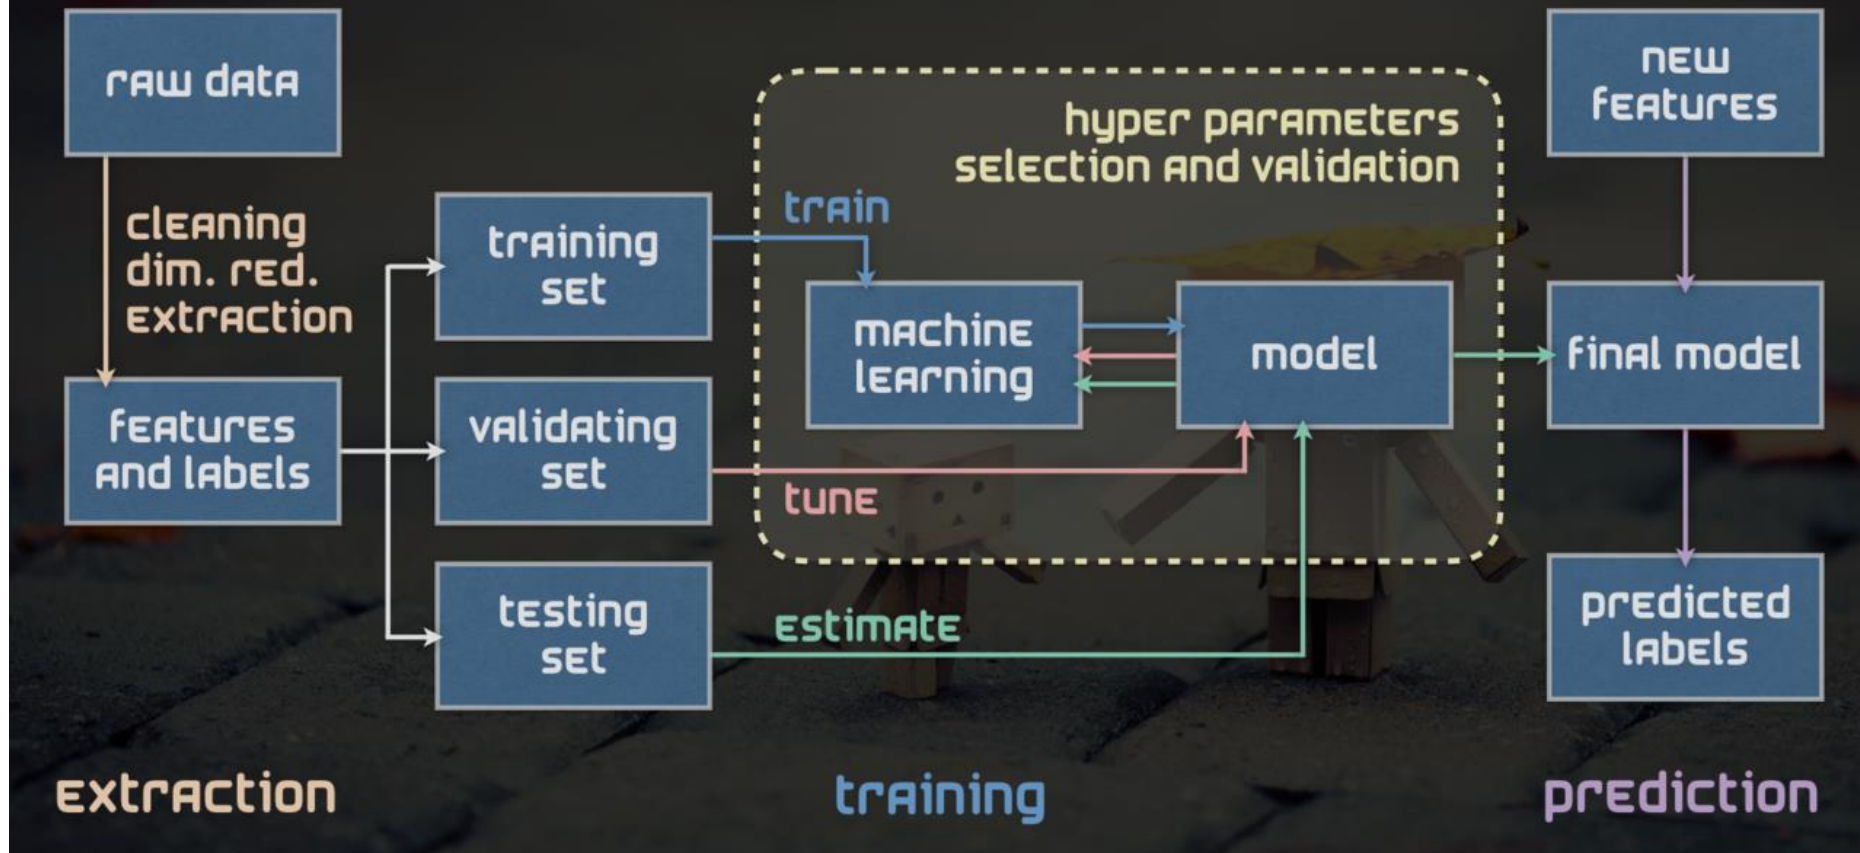 raw data
cleaning
dim. red.
extraction
features
and labels
training
set
validating
set
testing
set
train
tune
estimate
hyper parameters
selection and validation
machine
learning
model
new
features
final model
predicted
labels
extraction
training
prediction